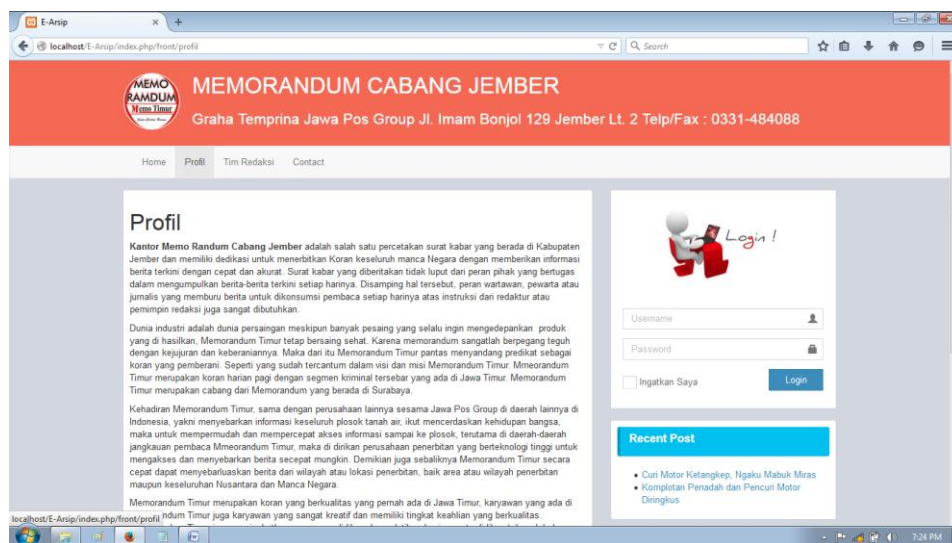 E-Arsip
localhost/E-Arsip/index.php/front/profil
Search
MEMO
RAMDUM
Memo Timur
MEMORANDUM CABANG JEMBER
Graha Temprina Jawa Pos Group Jl. Imam Bonjol 129 Jember Lt. 2 Telp/Fax : 0331-484088
Home Profil Tim Redaksi Contact
Profil
Kantor Memo Randum Cabang Jember adalah salah satu percetakan surat kabar yang berada di Kabupaten
Jember dan memiliki dedikasi untuk menerbitkan Koran keseluruh manca Negara dengan memberikan informasi
berita terkini dengan cepat dan akurat. Surat kabar yang diberitakan tidak luput dari peran pihak yang bertugas
dalam mengumpulkan berita-berita terkini setiap harinya. Disamping hal tersebut, peran wartawan, pewarta atau
jurnalis yang memburu berita untuk dikonsumsi pembaca setiap harinya atas instruksi dari redaktur atau
pemimpin redaksi juga sangat dibutuhkan.
Dunia industri adalah dunia persaingan meskipun banyak pesaing yang selalu ingin mengedepankan produk
yang di hasilkan, Memorandum Timur tetap bersaing sehat. Karena memorandum sangatlah berpegang teguh
dengan kejujuran dan keberaniannya. Maka dari itu Memorandum Timur pantas menyandang predikat sebagai
koran yang pemberani. Seperti yang sudah tercantum dalam visi dan misi Memorandum Timur. Mmeorandum
Timur merupakan koran harian pagi dengan segmen kriminal tersebar yang ada di Jawa Timur. Memorandum
Timur merupakan cabang dari Memorandum yang berada di Surabaya.
Kehadiran Memorandum Timur, sama dengan perusahaan lainnya sesama Jawa Pos Group di daerah lainnya di
Indonesia, yakni menyebarkan informasi keseluruh plosok tanah air, ikut mencerdaskan kehidupan bangsa,
maka untuk mempermudah dan mempercepat akses informasi sampai ke plosok, terutama di daerah-daerah
jangkauan pembaca Mmeorandum Timur, maka di dirikan perusahaan penerbitan yang berteknologi tinggi untuk
mengakses dan menyebarkan berita secepat mungkin. Demikian juga sebaliknya Memorandum Timur secara
cepat dapat menyebarluaskan berita dari wilayah atau lokasi penerbitan, baik area atau wilayah penerbitan
maupun keseluruhan Nusantara dan Manca Negara.
Memorandum Timur merupakan koran yang berkualitas yang pernah ada di Jawa Timur, karyawan yang ada di
ndum Timur juga karyawan yang sangat kreatif dan memiliki tingkat keahlian yang berkualitas.
Login !
Username
Password
Ingatkan Saya
Login
Recent Post
Curi Motor Ketangkep, Ngaku Mabuk Miras
Komplotan Penadah dan Pencuri Motor
Diringkus
localhost/E-Arsip/index.php/front/profil
7:24 PM